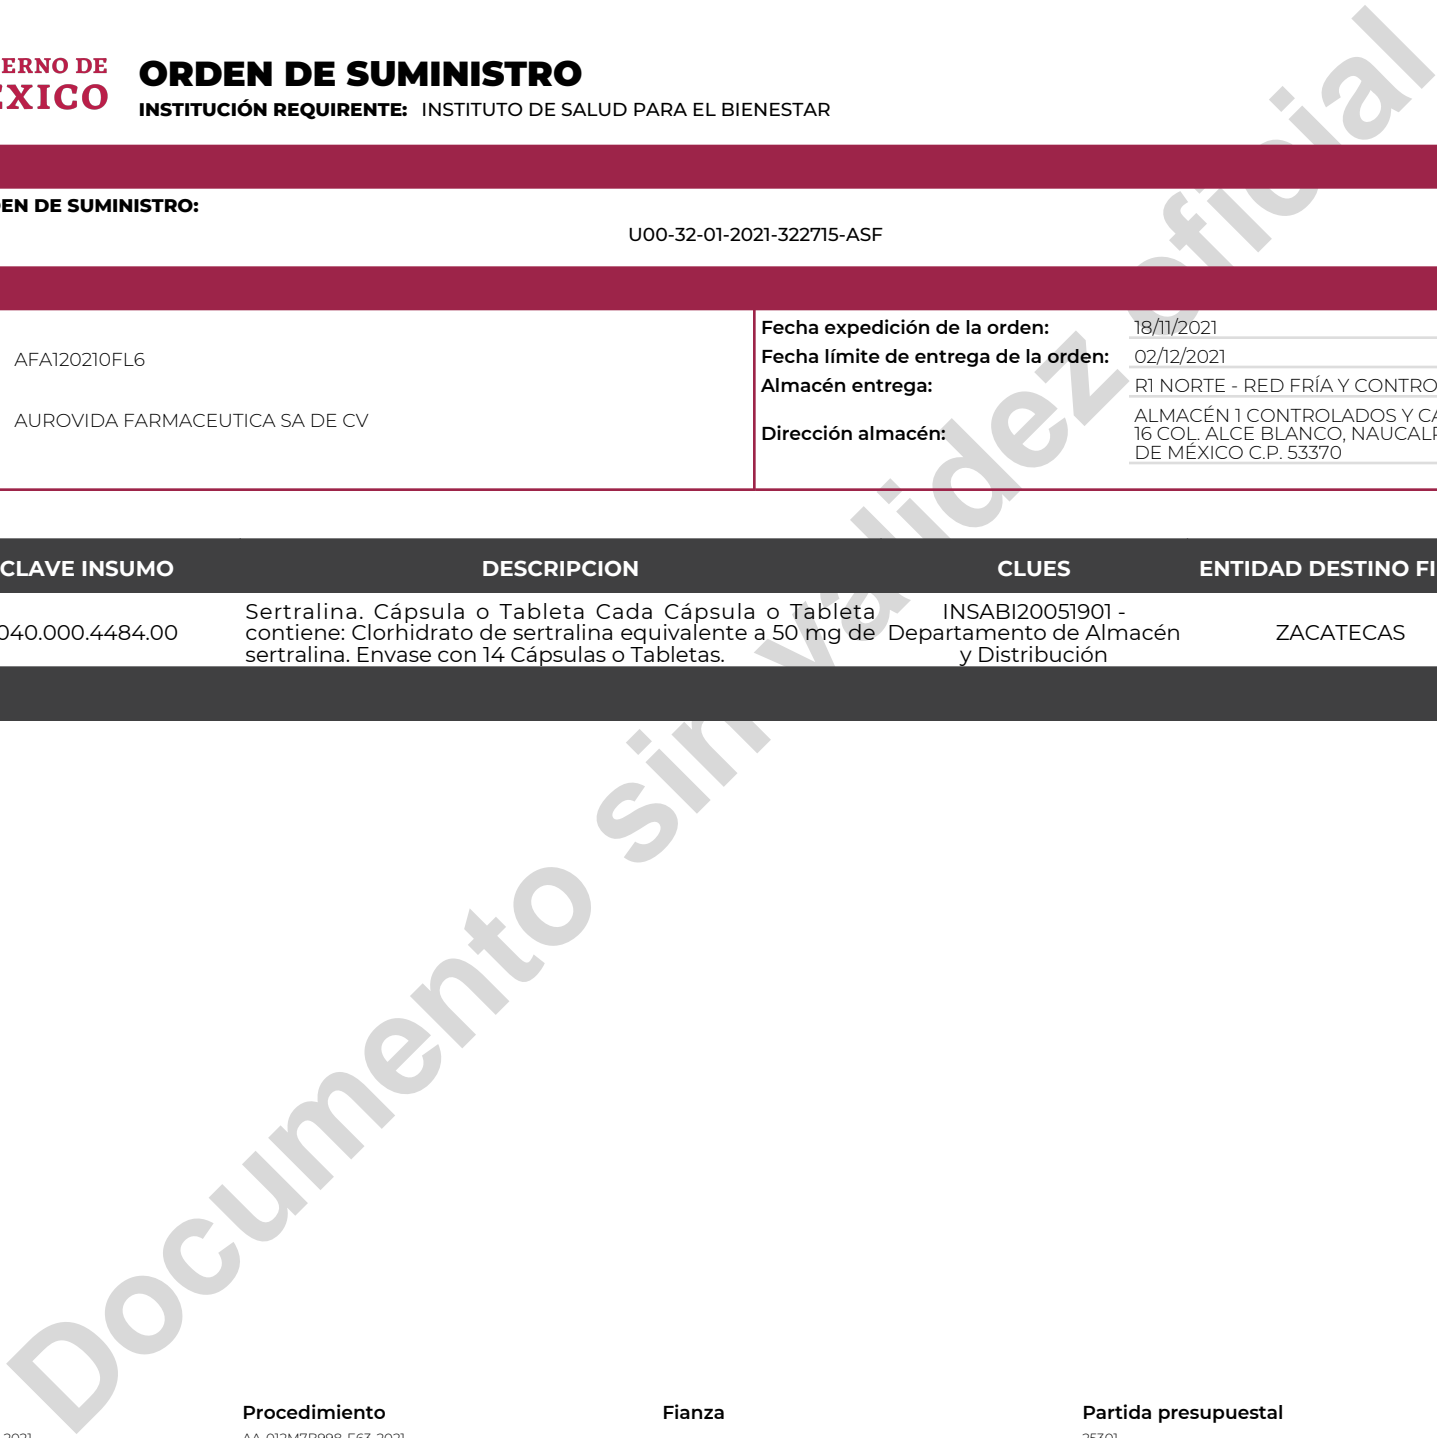 ERNO DE
ÉXICO
ORDEN DE SUMINISTRO
INSTITUCIÓN REQUIRENTE: INSTITUTO DE SALUD PARA EL BIENESTAR
EN DE SUMINISTRO:
U00-32-01-2021-322715-ASF
AFA120210FL6
AUROVIDA FARMACEUTICA SA DE CV
Fecha expedición de la orden: 18/11/2021
Fecha límite de entrega de la orden: 02/12/2021
Almacén entrega: R1 NORTE - RED FRÍA Y CONTRO
Dirección almacén: ALMACÉN 1 CONTROLADOS Y CA
16 COL. ALCE BLANCO, NAUCALP
DE MÉXICO C.P. 53370
CLAVE INSUMO DESCRIPCION CLUES ENTIDAD DESTINO FI
040.000.4484.00
Sertralina. Cápsula o Tableta Cada Cápsula o Tableta
contiene: Clorhidrato de sertralina equivalente a 50 mg de
sertralina. Envase con 14 Cápsulas o Tabletas.
INSABI20051901 -
Departamento de Almacén
y Distribución
ZACATECAS
Documento sin validez oficial
Procedimiento Fianza Partida presupuestal